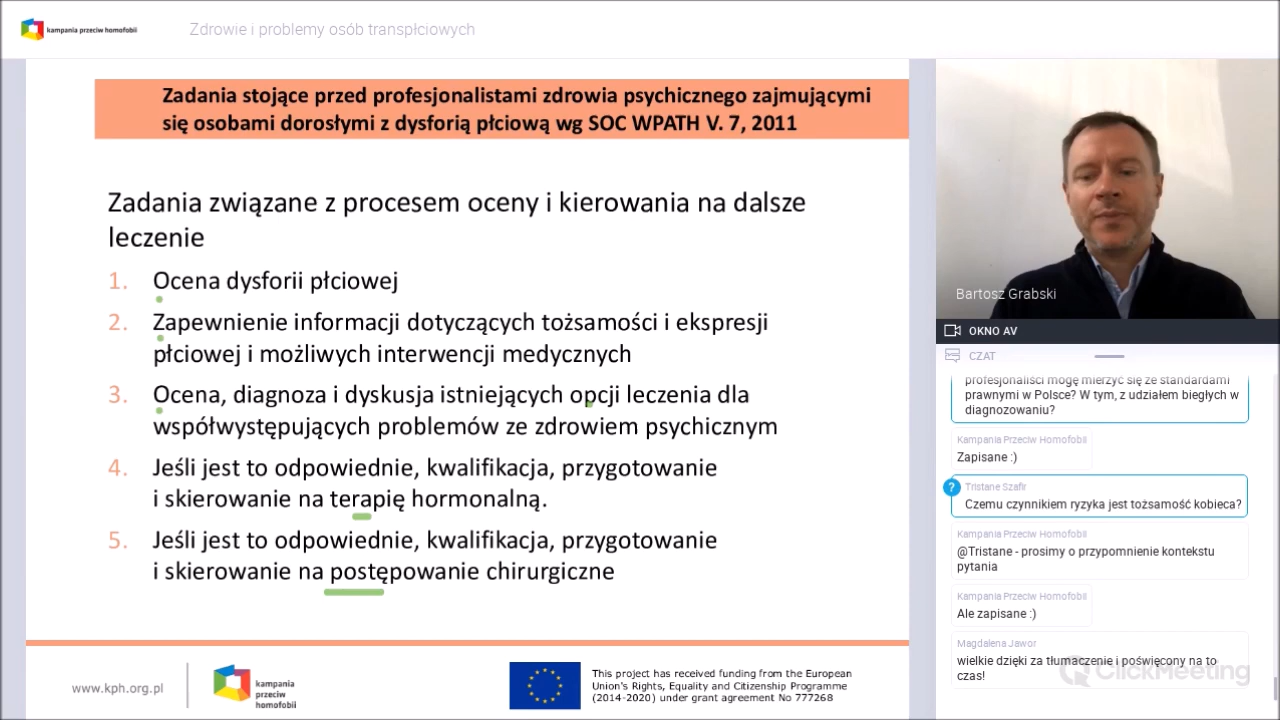 kampania przeciw homofobii
Zdrowie i problemy osób transpłciowych
Zadania stojące przed profesjonalistami zdrowia psychicznego zajmującymi
się osobami dorosłymi z dysforią płciową wg SOC WPATH V. 7, 2011
Zadania związane z procesem oceny i kierowania na dalsze
leczenie
1. Ocena dysforii płciowej
2. Zapewnienie informacji dotyczących tożsamości i ekspresji
płciowej i możliwych interwencji medycznych
3. Ocena, diagnoza i dyskusja istniejących opcji leczenia dla
współwystępujących problemów ze zdrowiem psychicznym
4. Jeśli jest to odpowiednie, kwalifikacja, przygotowanie
i skierowanie na terapię hormonalną.
5. Jeśli jest to odpowiednie, kwalifikacja, przygotowanie
i skierowanie na postępowanie chirurgiczne
www.kph.org.pl
kampania
przeciw
homofobii
This project has received funding from the European
Union's Rights, Equality and Citizenship Programme
(2014-2020) under grant agreement No 777268
Bartosz Grabski
OKNO AV
CZAT
profesjonaliści mogę mierzyć się ze standardami
prawnymi w Polsce? W tym, z udziałem biegłych w
diagnozowaniu?
Kampania Przeciw Homofobii
Zapisane :)
?
Tristane Szafir
Czemu czynnikiem ryzyka jest tożsamość kobieca?
Kampania Przeciw Homofobii
@Tristane - prosimy o przypomnienie kontekstu
pytania
Kampania Przeciw Homofobii
Ale zapisane :)
Magdalena Jawor
wielkie dzięki za tłumaczenie i poświęcony na to
czas!
ClickMeeting